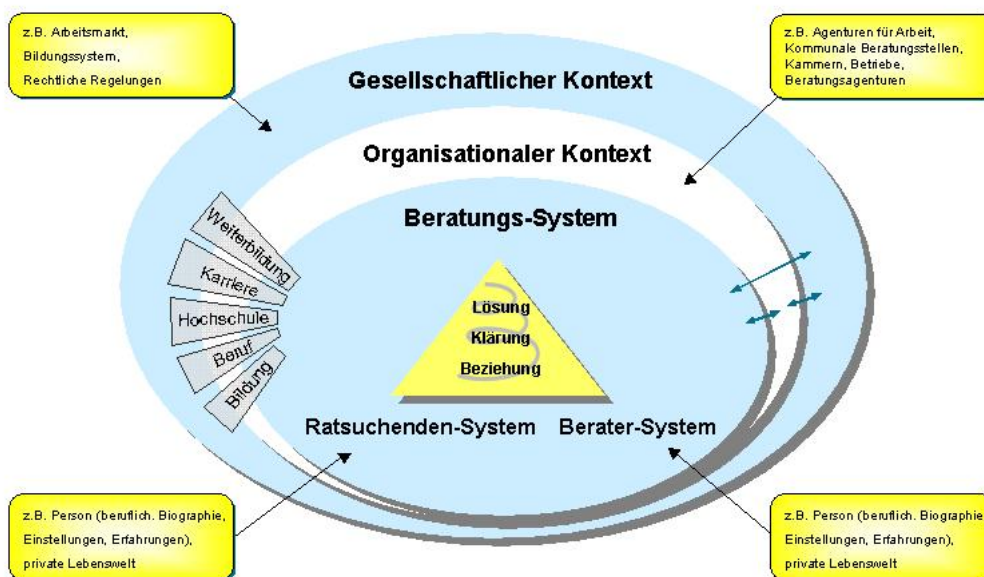 z.B. Arbeitsmarkt,
Bildungssystem,
Rechtliche Regelungen
z.B. Agenturen für Arbeit,
Kommunale Beratungsstellen,
Kammern, Betriebe,
Beratungsagenturen
Gesellschaftlicher Kontext
Organisationaler Kontext
Beratungs-System
Weiterbildung
Karriere
Hochschule
Beruf
Bildung
Lösung
Klärung
Beziehung
Ratsuchenden-System
Berater-System
z.B. Person (beruflich. Biographie,
Einstellungen, Erfahrungen),
private Lebenswelt
z.B. Person (beruflich. Biographie
Einstellungen, Erfahrungen),
private Lebenswelt